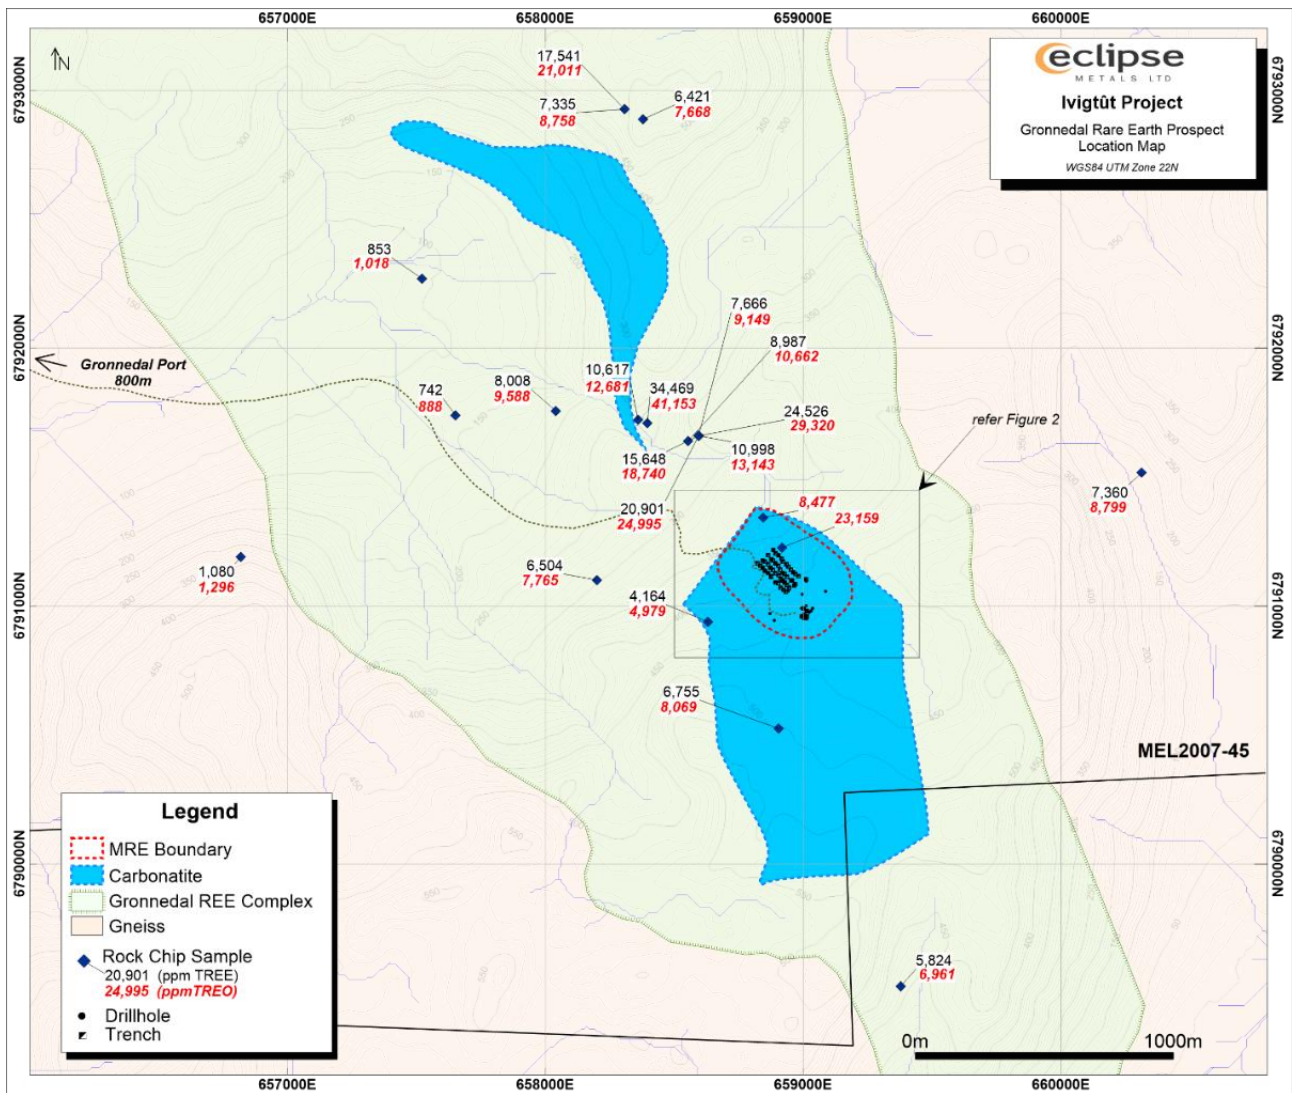 657000E
658000E
659000E
660000E
N
eclipse
METALS LTD
Ivigtût Project
Gronnedal Rare Earth Prospect
Location Map
WGS84 UTM Zone 22N
6793000N
6793000N
17,541
21,011
7,335
8,758
6,421
7,668
853
1,018
7,666
9,149
8,987
10,662
6792000N
6792000N
Gronnedal Port
800m
742
888
8,008
9,588
10,617
12,681
34,469
41,153
24,526
29,320
refer Figure 2
15,648
18,740
10,998
13,143
7,360
8,799
20,901
24,995
8,477
23,159
1,080
1,296
6,504
7,765
4,164
4,979
6791000N
6791000N
6,755
8,069
MEL2007-45
6790000N
6790000N
Legend
MRE Boundary
Carbonatite
Gronnedal REE Complex
Gneiss
Rock Chip Sample
20,901 (ppm TREE)
24,995 (ppmTREO)
Drillhole
Trench
5,824
6,961
0m
1000m
657000E
658000E
659000E
660000E